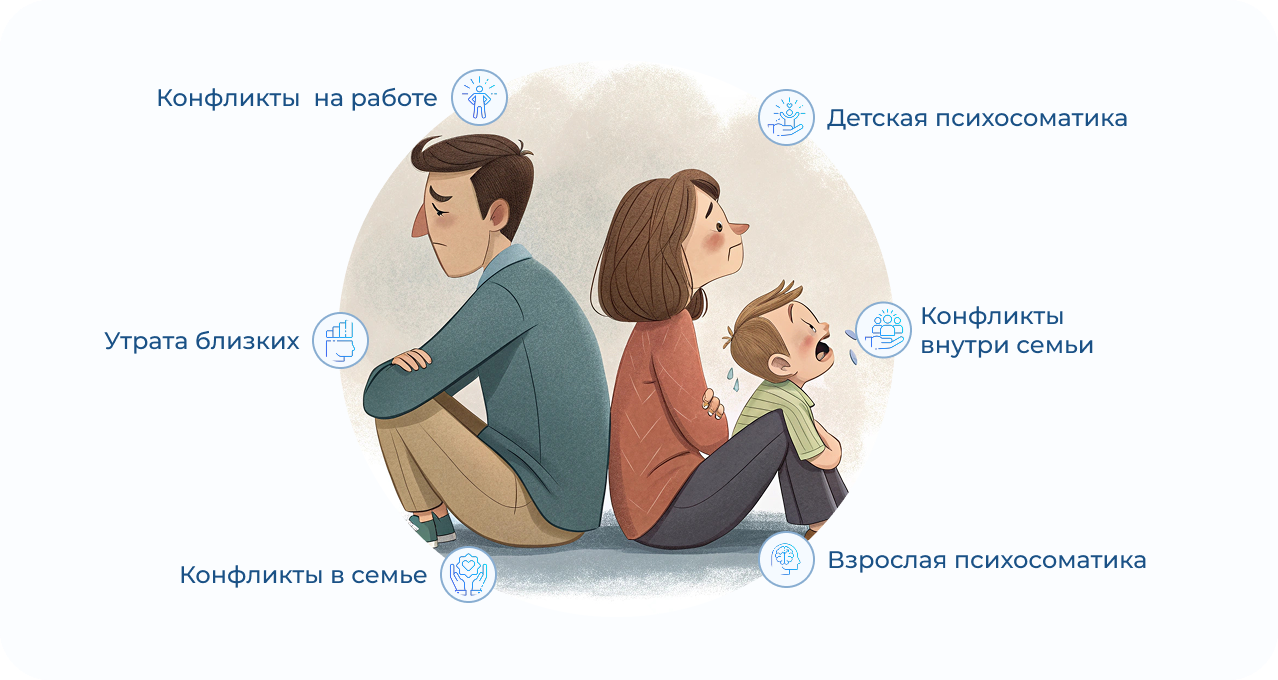 Конфликты на работе
Детская психосоматика
Утрата близких
Конфликты
внутри семьи
Конфликты в семье
Взрослая психосоматика